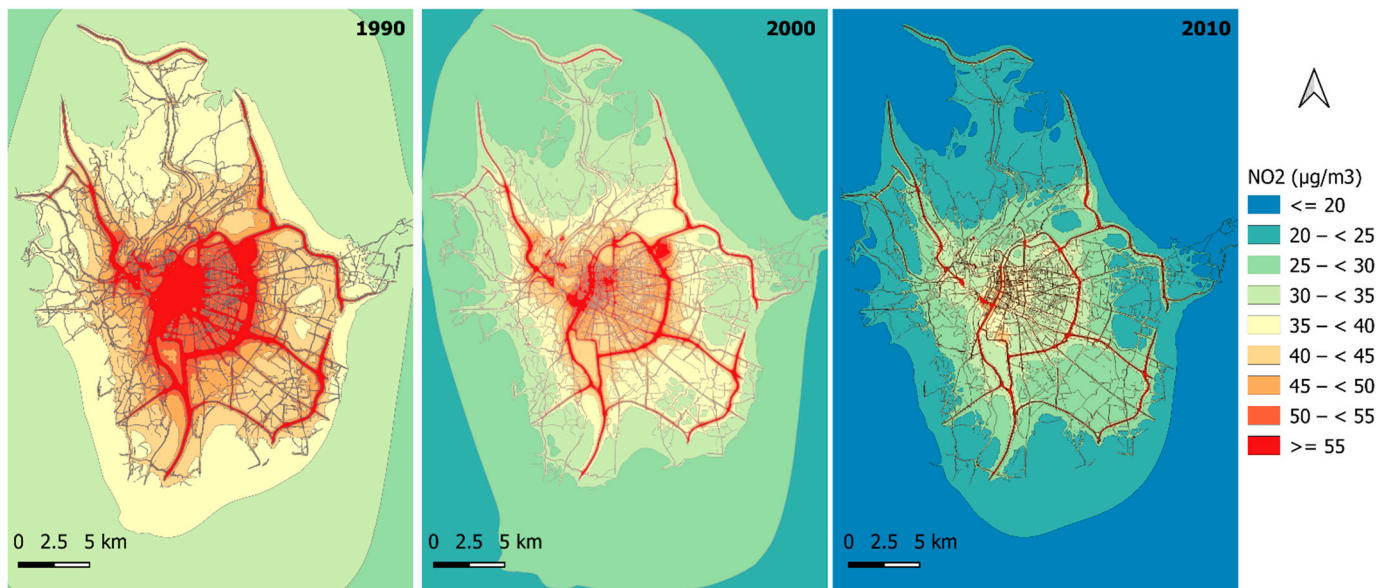 1990
2000
2010
0 2.5 5 km
0 2.5 5 km
0 2.5 5 km
NO2 (µg/m3)
<= 20
20 – < 25
25 – < 30
30 – < 35
35 – < 40
40 – < 45
45 – < 50
50 – < 55
>= 55